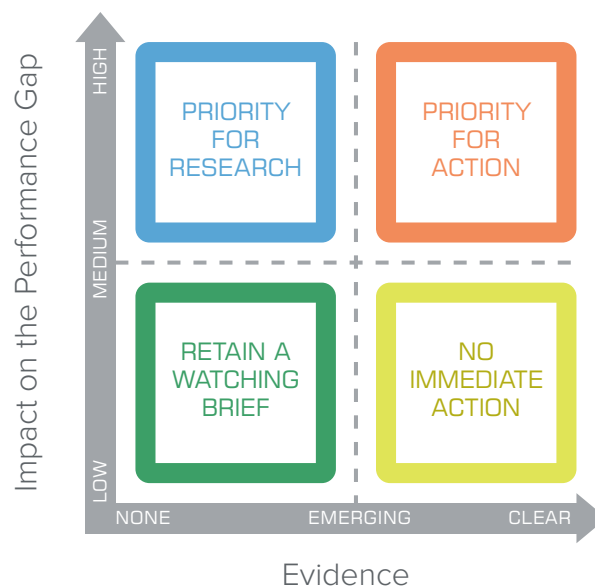 Impact on the Performance Gap
HIGH
MEDIUM
LOW
PRIORITY
FOR
RESEARCH
PRIORITY
FOR
ACTION
RETAIN A
WATCHING
BRIEF
NO
IMMEDIATE
ACTION
NONE
EMERGING
CLEAR
Evidence